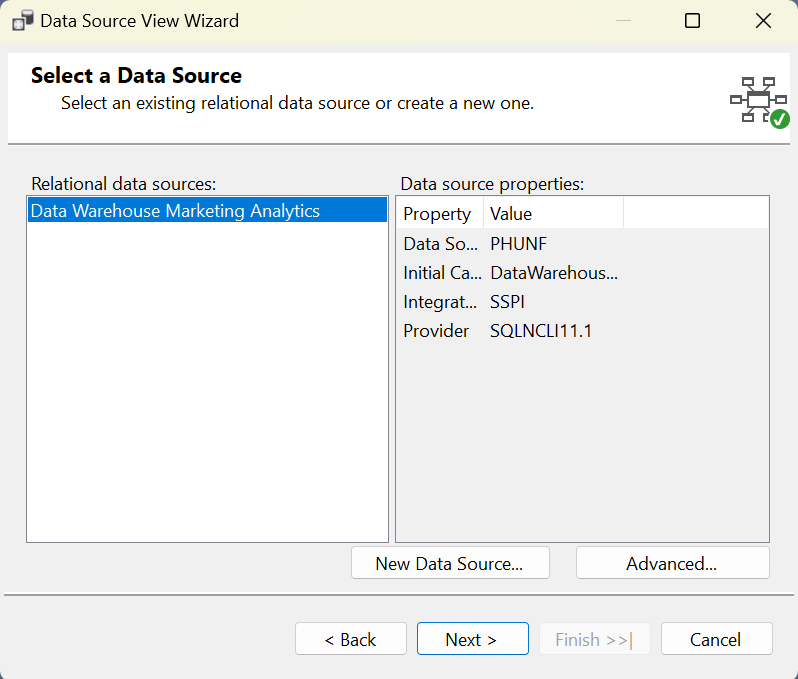 Data Source View Wizard
Select a Data Source
Select an existing relational data source or create a new one.
Relational data sources:
Data Warehouse Marketing Analytics
Data source properties:
Property Value
Data So... PHUNF
Initial Ca... DataWarehous...
Integrat... SSPI
Provider SQLNCLI11.1
New Data Source... Advanced...
< Back Next > Finish >>| Cancel